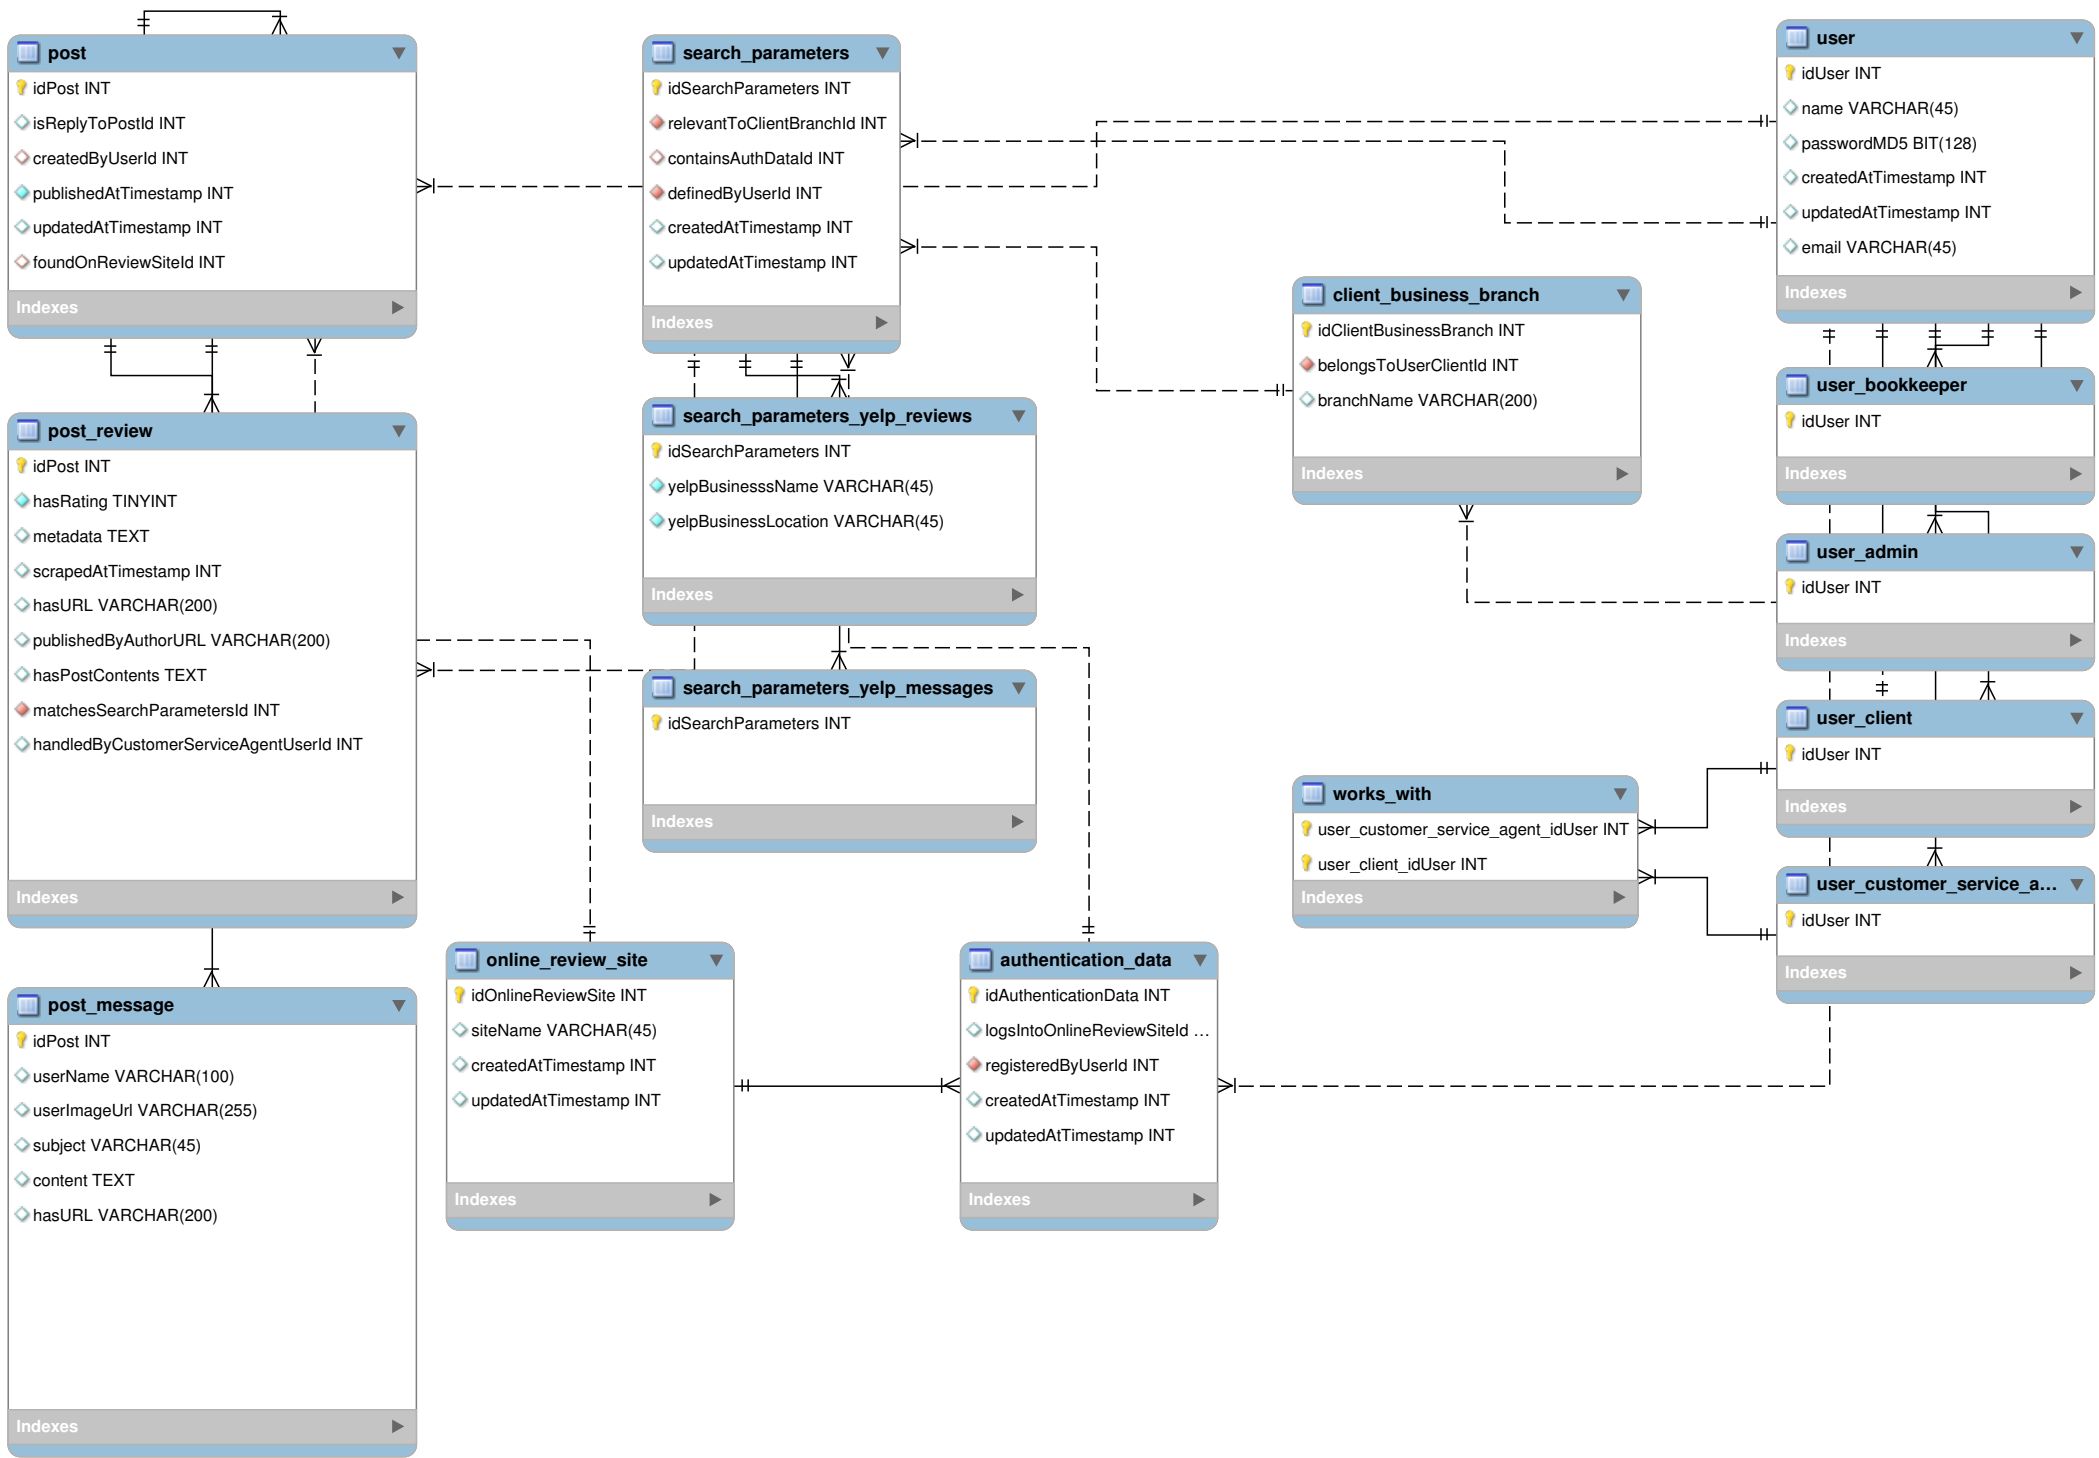 post
idPost INT
isReplyToPostId INT
createdByUserId INT
publishedAtTimestamp INT
updatedAtTimestamp INT
foundOnReviewSiteId INT
Indexes
search_parameters
idSearchParameters INT
relevantToClientBranchId INT
containsAuthDataId INT
definedByUserId INT
createdAtTimestamp INT
updatedAtTimestamp INT
Indexes
user
idUser INT
name VARCHAR(45)
passwordMD5 BIT(128)
createdAtTimestamp INT
updatedAtTimestamp INT
email VARCHAR(45)
Indexes
client_business_branch
idClientBusinessBranch INT
belongsToUserClientId INT
branchName VARCHAR(200)
Indexes
user_bookkeeper
idUser INT
Indexes
post_review
idPost INT
hasRating TINYINT
metadata TEXT
scrapedAtTimestamp INT
hasURL VARCHAR(200)
publishedByAuthorURL VARCHAR(200)
hasPostContents TEXT
matchesSearchParametersId INT
handledByCustomerServiceAgentUserId INT
Indexes
search_parameters_yelp_reviews
idSearchParameters INT
yelpBusinesssName VARCHAR(45)
yelpBusinessLocation VARCHAR(45)
Indexes
user_admin
idUser INT
Indexes
search_parameters_yelp_messages
idSearchParameters INT
Indexes
user_client
idUser INT
Indexes
works_with
user_customer_service_agent_idUser INT
user_client_idUser INT
Indexes
user_customer_service_a...
idUser INT
Indexes
post_message
idPost INT
userName VARCHAR(100)
userImageUrl VARCHAR(255)
subject VARCHAR(45)
content TEXT
hasURL VARCHAR(200)
Indexes
online_review_site
idOnlineReviewSite INT
siteName VARCHAR(45)
createdAtTimestamp INT
updatedAtTimestamp INT
Indexes
authentication_data
idAuthenticationData INT
logsIntoOnlineReviewSiteId ...
registeredByUserId INT
createdAtTimestamp INT
updatedAtTimestamp INT
Indexes